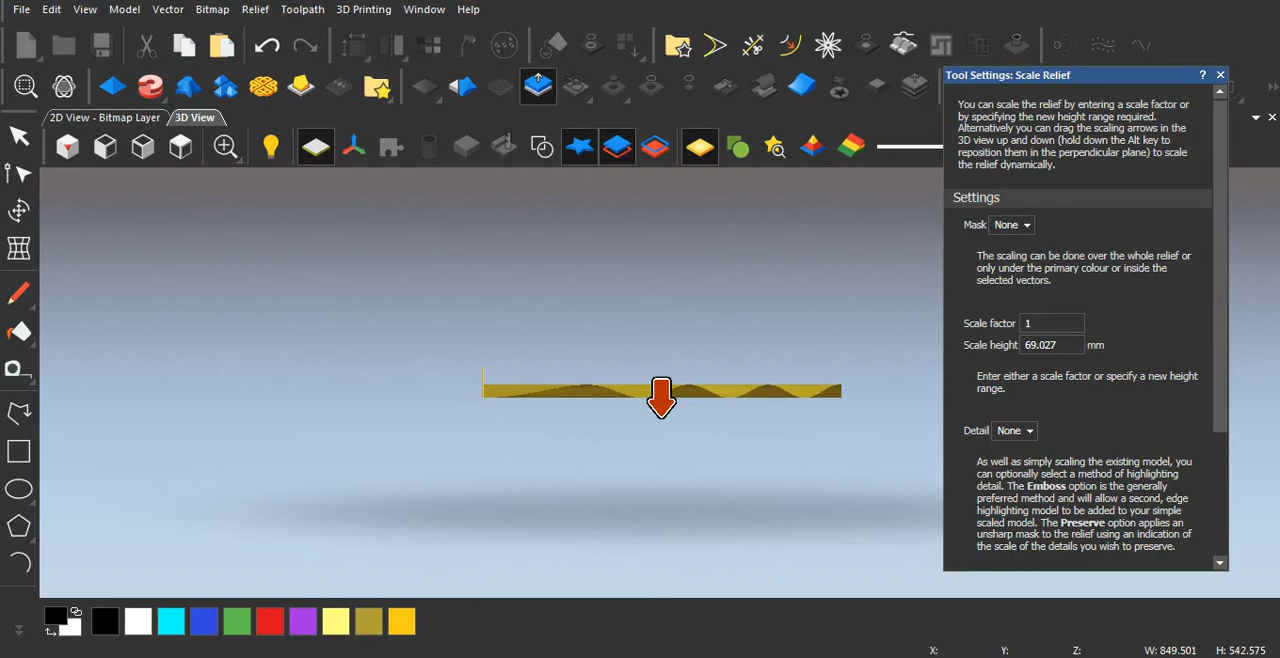 File Edit View Model Vector Bitmap Relief Toolpath 3D Printing Window Help
Tool Settings: Scale Relief
You can scale the relief by entering a scale factor or
by specifying the new height range required.
Alternatively you can drag the scaling arrows in the
3D view up and down (hold down the Alt key to
reposition them in the perpendicular plane) to scale
the relief dynamically.
2D View - Bitmap Layer 3D View
Settings
Mask None
The scaling can be done over the whole relief or
only under the primary colour or inside the
selected vectors.
Scale factor 1
Scale height 69.027 mm
Enter either a scale factor or specify a new height
range.
Detail None
As well as simply scaling the existing model, you
can optionally select a method of highlighting
detail. The Emboss option is the generally
preferred method and will allow a second, edge
highlighting model to be added to your simple
scaled model. The Preserve option applies an
unsharp mask to the relief using an indication of
the scale of the details you wish to preserve.
X: Y: Z: W: 849.501 H: 542.575